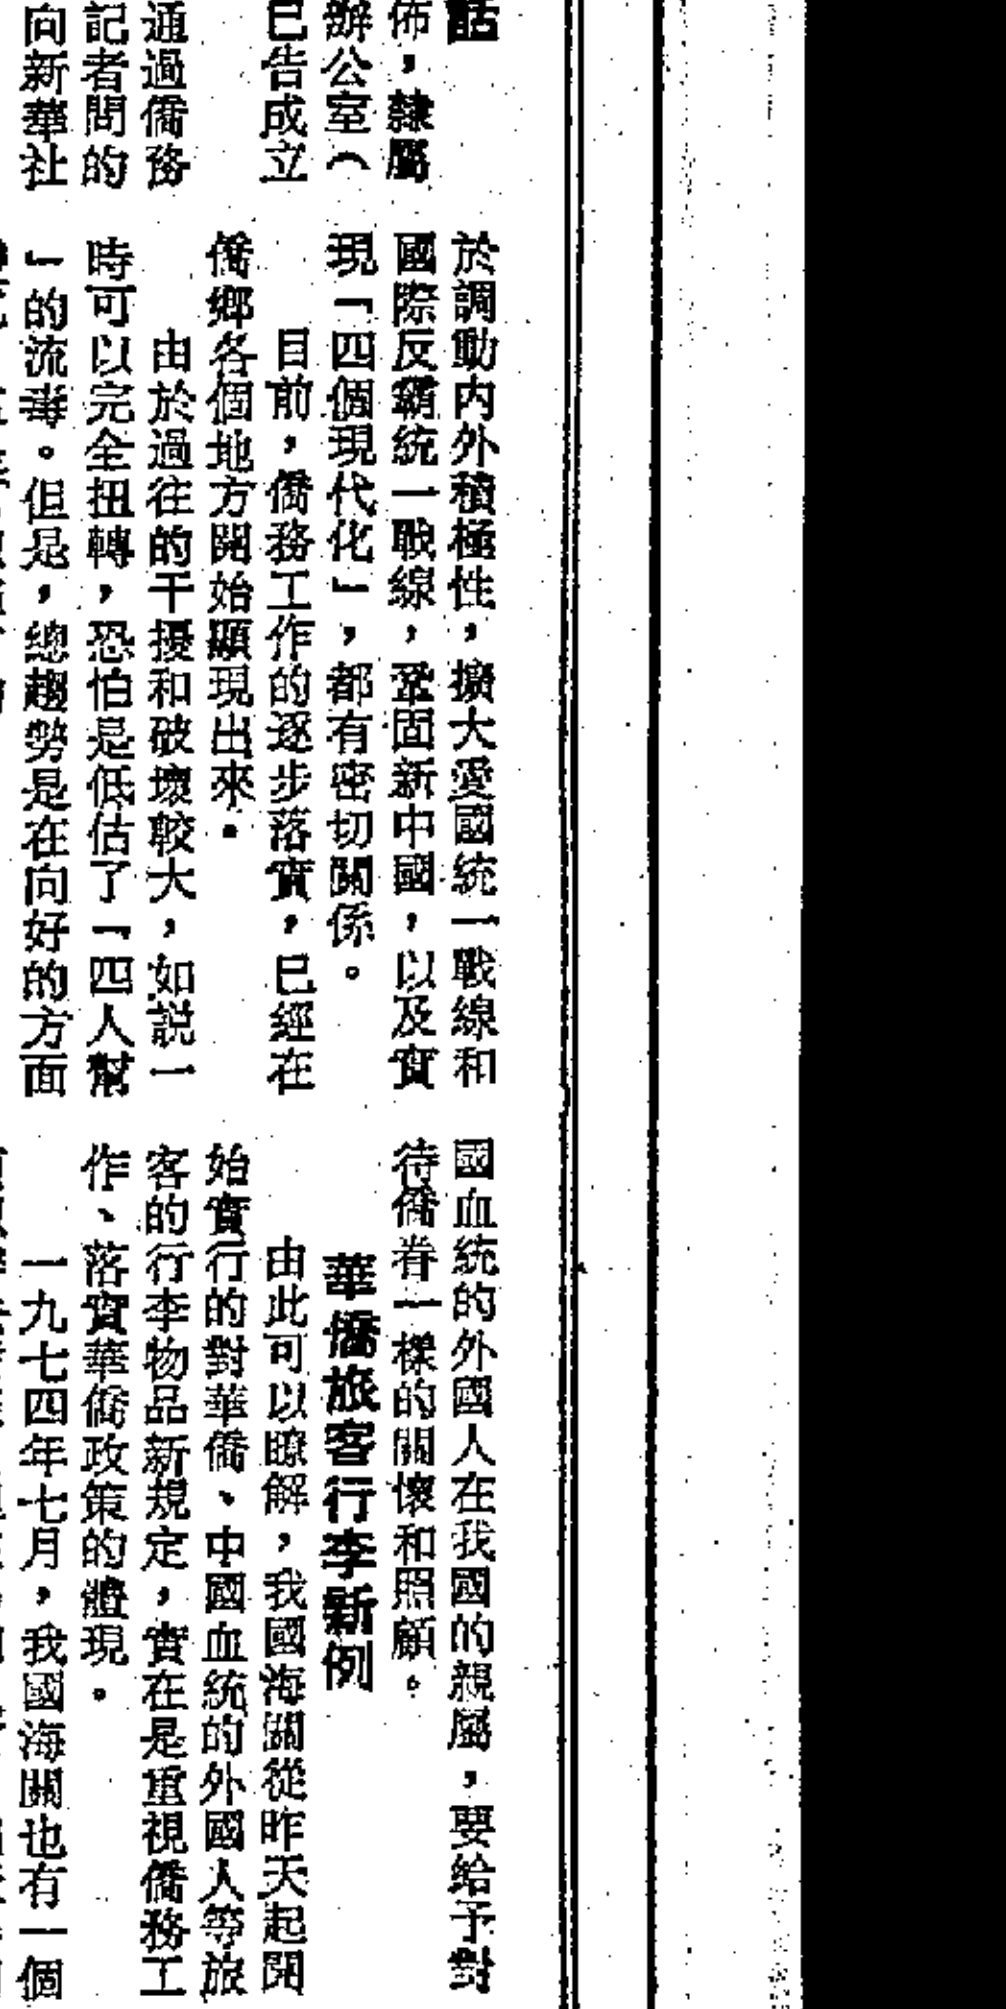 話
佈，隸屬
辦公室（
已告成立
通過僑務
記者問的
向新華社
於調動內外積極性，擴大愛國統一戰線和
國際反霸統一戰線，鞏固新中國，以及實
現「四個現代化」，都有密切關係。
目前，僑務工作的逐步落實，已經在
僑鄉各個地方開始顯現出來。
由於過往的干擾和破壞較大，如說一
時可以完全扭轉，恐怕是低估了「四人幫
」的流毒。但是，總趨勢是在向好的方面
國血統的外國人在我國的親屬，要給予對
待僑眷一樣的關懷和照顧。
華僑旅客行李新例
由此可以瞭解，我國海關從昨天起開
始實行的對華僑、中國血統的外國人等旅
客的行李物品新規定，實在是重視僑務工
作、落實華僑政策的體現。
一九七四年七月，我國海關也有一個